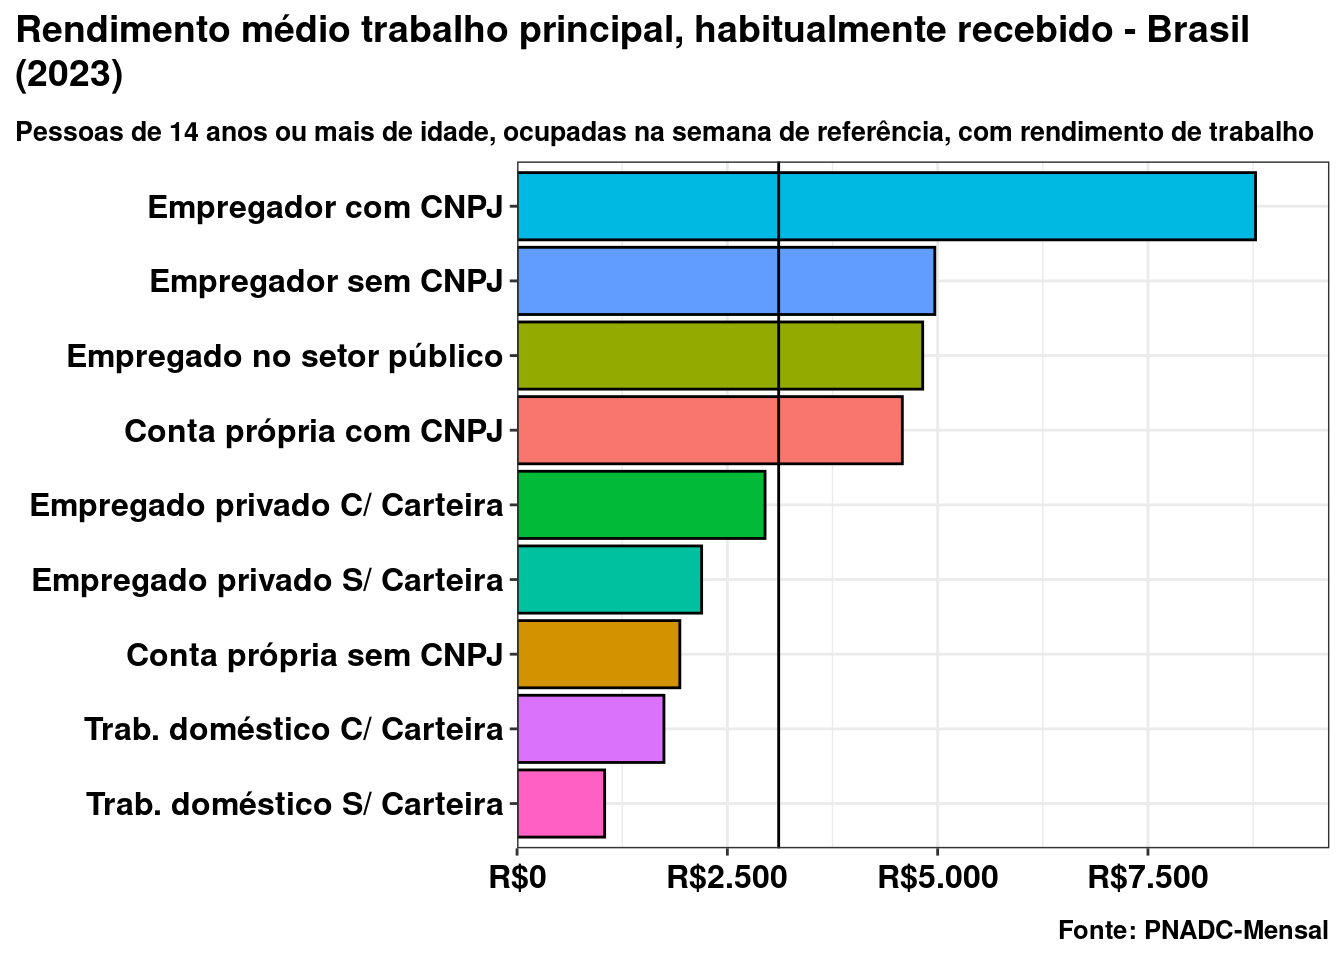 Rendimento médio trabalho principal, habitualmente recebido - Brasil
(2023)
Pessoas de 14 anos ou mais de idade, ocupadas na semana de referência, com rendimento de trabalho
Empregador com CNPJ
Empregador sem CNPJ
Empregado no setor público
Conta própria com CNPJ
Empregado privado C/ Carteira
Empregado privado S/ Carteira
Conta própria sem CNPJ
Trab. doméstico C/ Carteira
Trab. doméstico S/ Carteira
R$0 R$2.500 R$5.000 R$7.500
Fonte: PNADC-Mensal